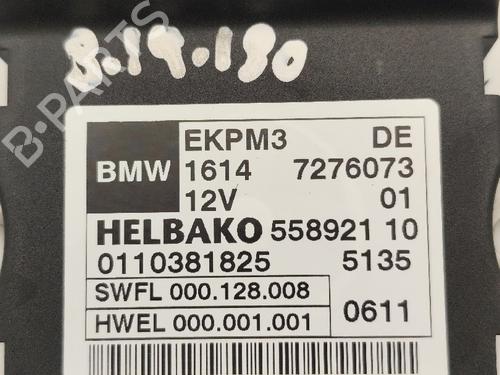 8.19.190
EKPM3 DE
BMW 1614 7276073
12V 01
HELBAKO 558921 10
0110381825 5135
SWFL 000.128.008
HWEL 000.001.001 0611
B-PARTS